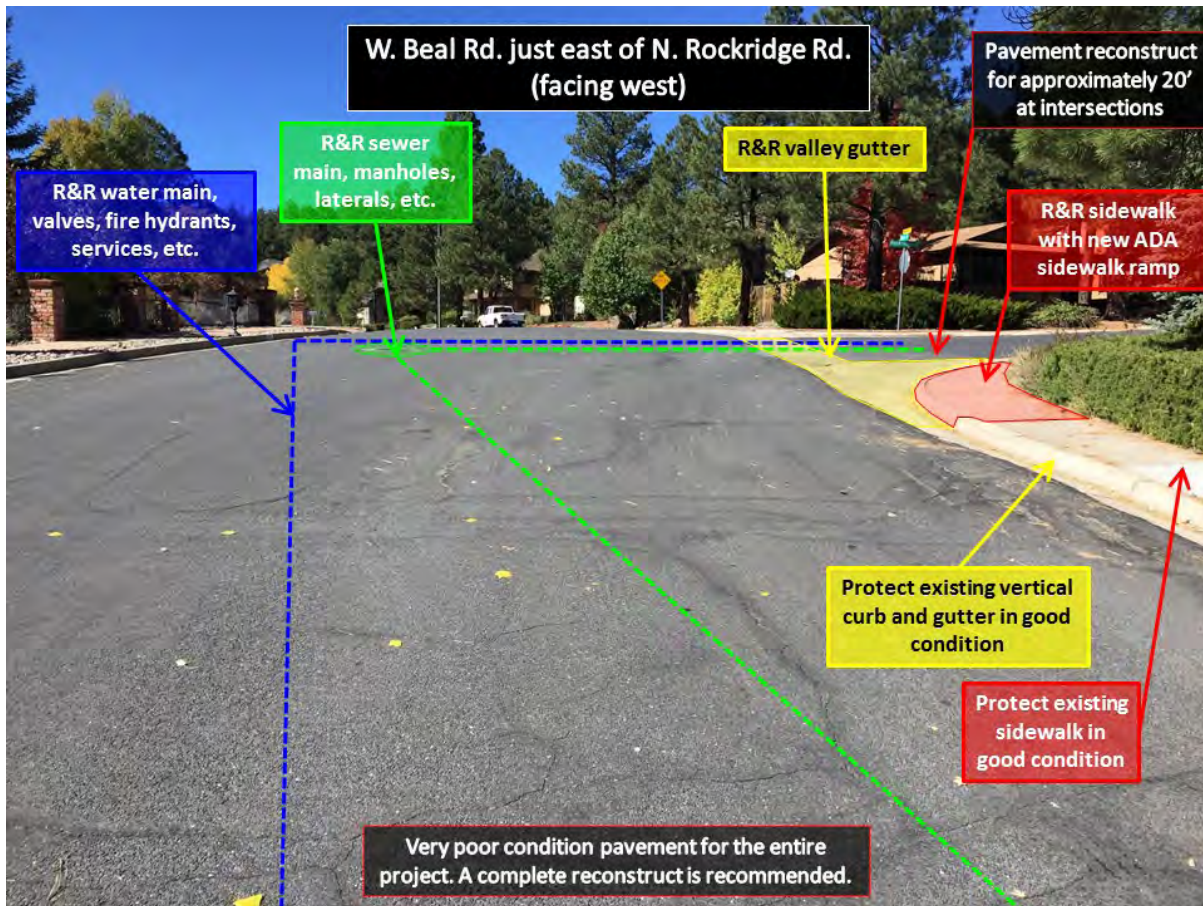 W. Beal Rd. just east of N. Rockridge Rd.
(facing west)
Pavement reconstruct
for approximately 20'
at intersections
R&R sewer
main, manholes,
laterals, etc.
R&R valley gutter
R&R water main,
valves, fire hydrants,
services, etc.
R&R sidewalk
with new ADA
sidewalk ramp
Protect existing vertical
curb and gutter in good
condition
Protect existing
sidewalk in
good condition
Very poor condition pavement for the entire
project. A complete reconstruct is recommended.